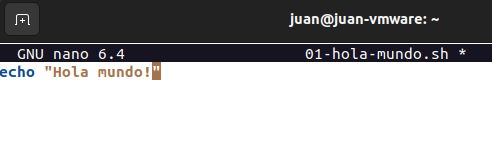 juan@juan-vmware: ~
GNU nano 6.4 01-hola-mundo.sh *
echo "Hola mundo!"